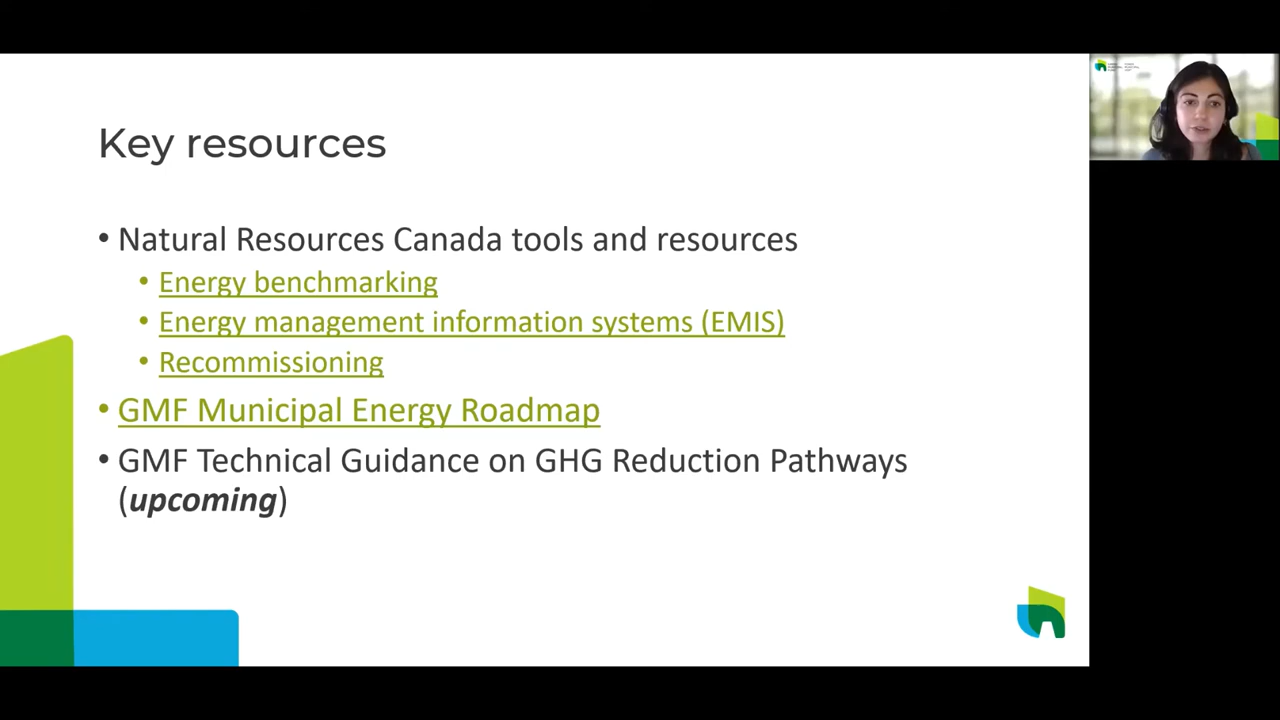 Key resources
• Natural Resources Canada tools and resources
• Energy benchmarking
• Energy management information systems (EMIS)
• Recommissioning
• GMF Municipal Energy Roadmap
• GMF Technical Guidance on GHG Reduction Pathways
(upcoming)